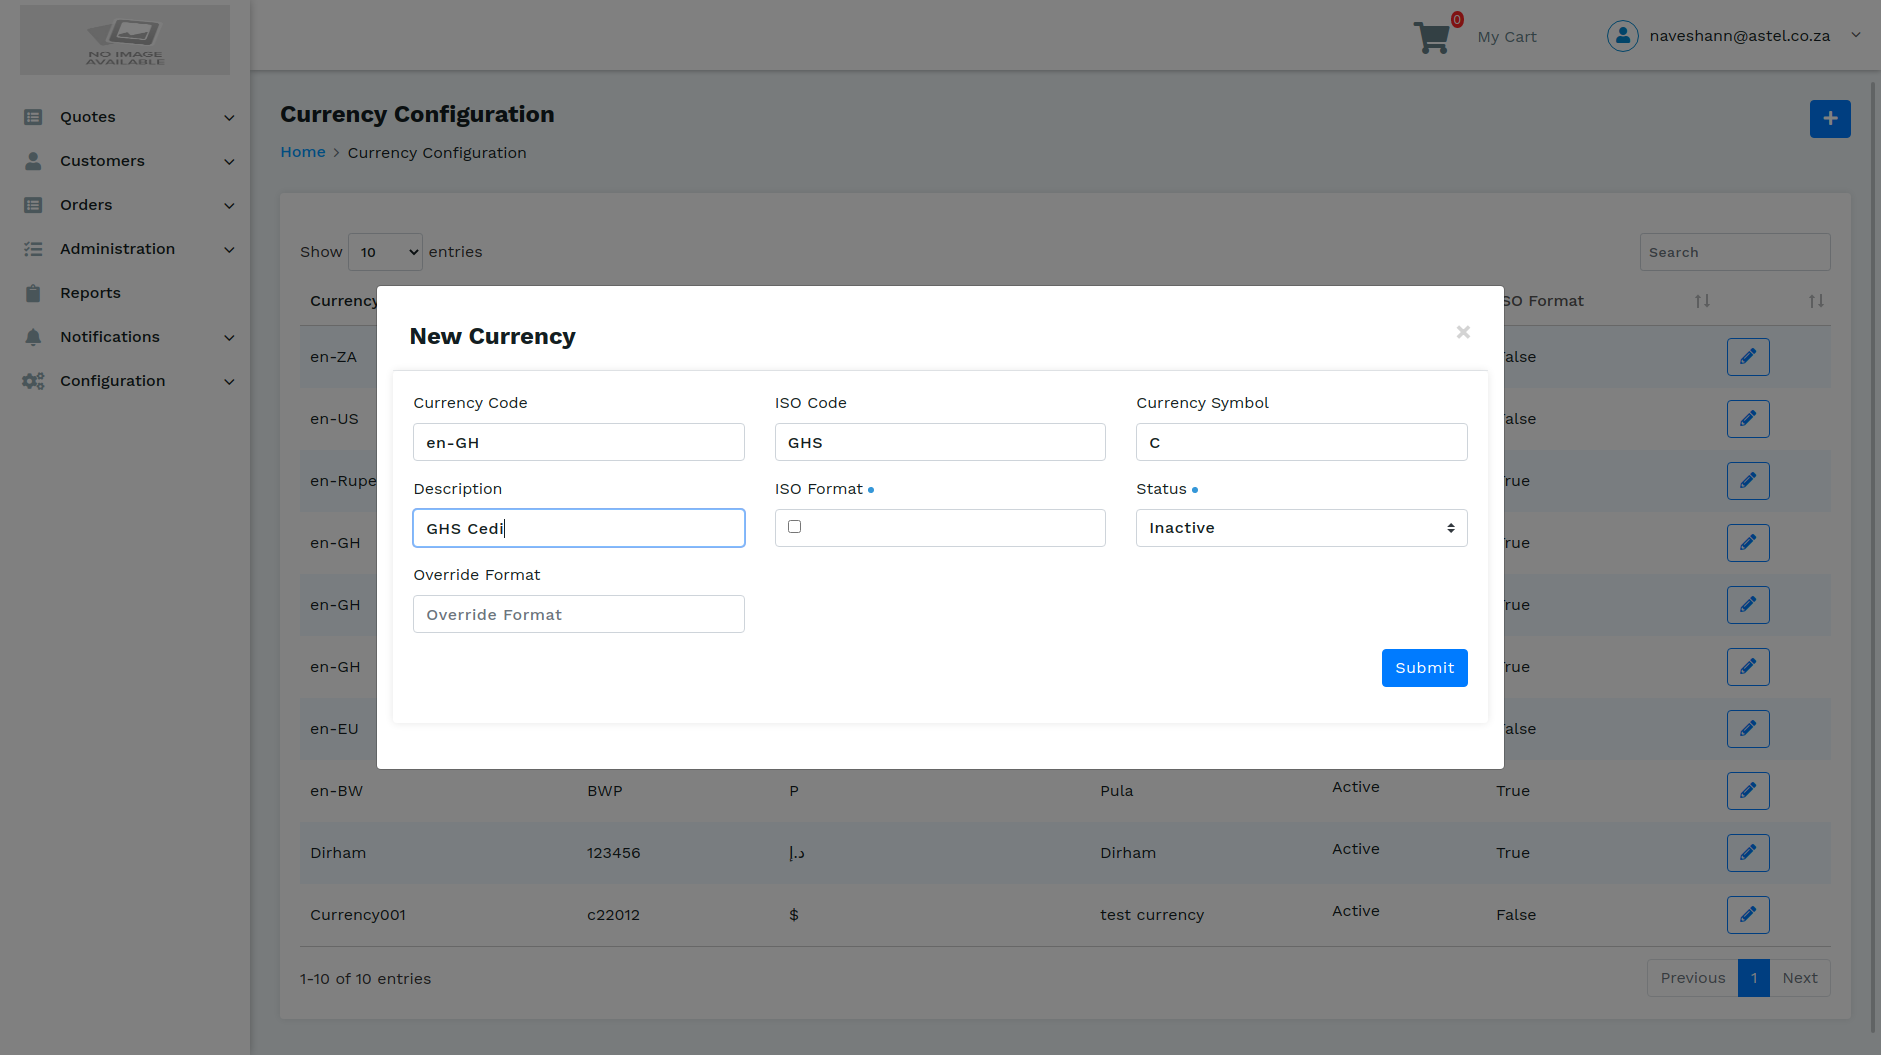 NO IMAGE
AVAILABLE
0
My Cart
naveshann@astel.co.za
Quotes
Customers
Orders
Administration
Reports
Notifications
Configuration
Currency Configuration
Home > Currency Configuration
Show 10 entries
Search
Currency
ISO Format
en-ZA
False
en-US
False
en-Rupe
True
en-GH
True
en-GH
True
en-GH
True
en-EU
False
New Currency
Currency Code
ISO Code
Currency Symbol
en-GH
GHS
C
Description
ISO Format
Status
GHS Cedi
Inactive
Override Format
Override Format
Submit
en-BW BWP P Pula Active True
Dirham 123456 د.إ Dirham Active True
Currency001 c22012 $ test currency Active False
1-10 of 10 entries
Previous 1 Next